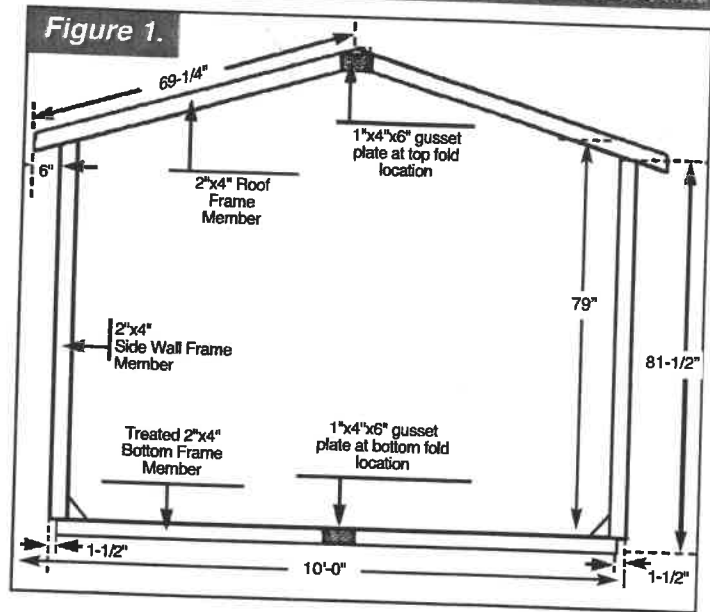 Figure 1.
69-1/4"
6"
2"x4" Roof
Frame
Member
1"x4"x6" gusset
plate at top fold
location
2"x4"
Side Wall Frame
Member
79"
81-1/2"
Treated 2"x4"
Bottom Frame
Member
1"x4"x6" gusset
plate at bottom fold
location
1-1/2"
10'-0"
1-1/2"